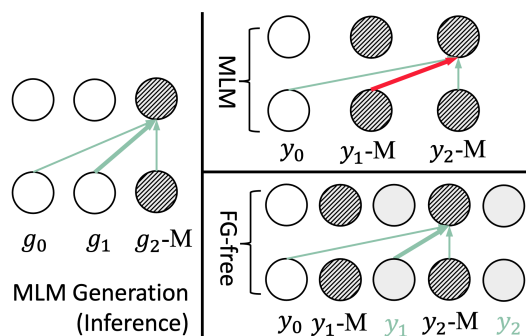 g₀ g₁ g₂-M
MLM Generation
(Inference)
MLM
y₀ y₁-M y₂-M
FG-free
y₀ y₁-M y₁ y₂-M y₂